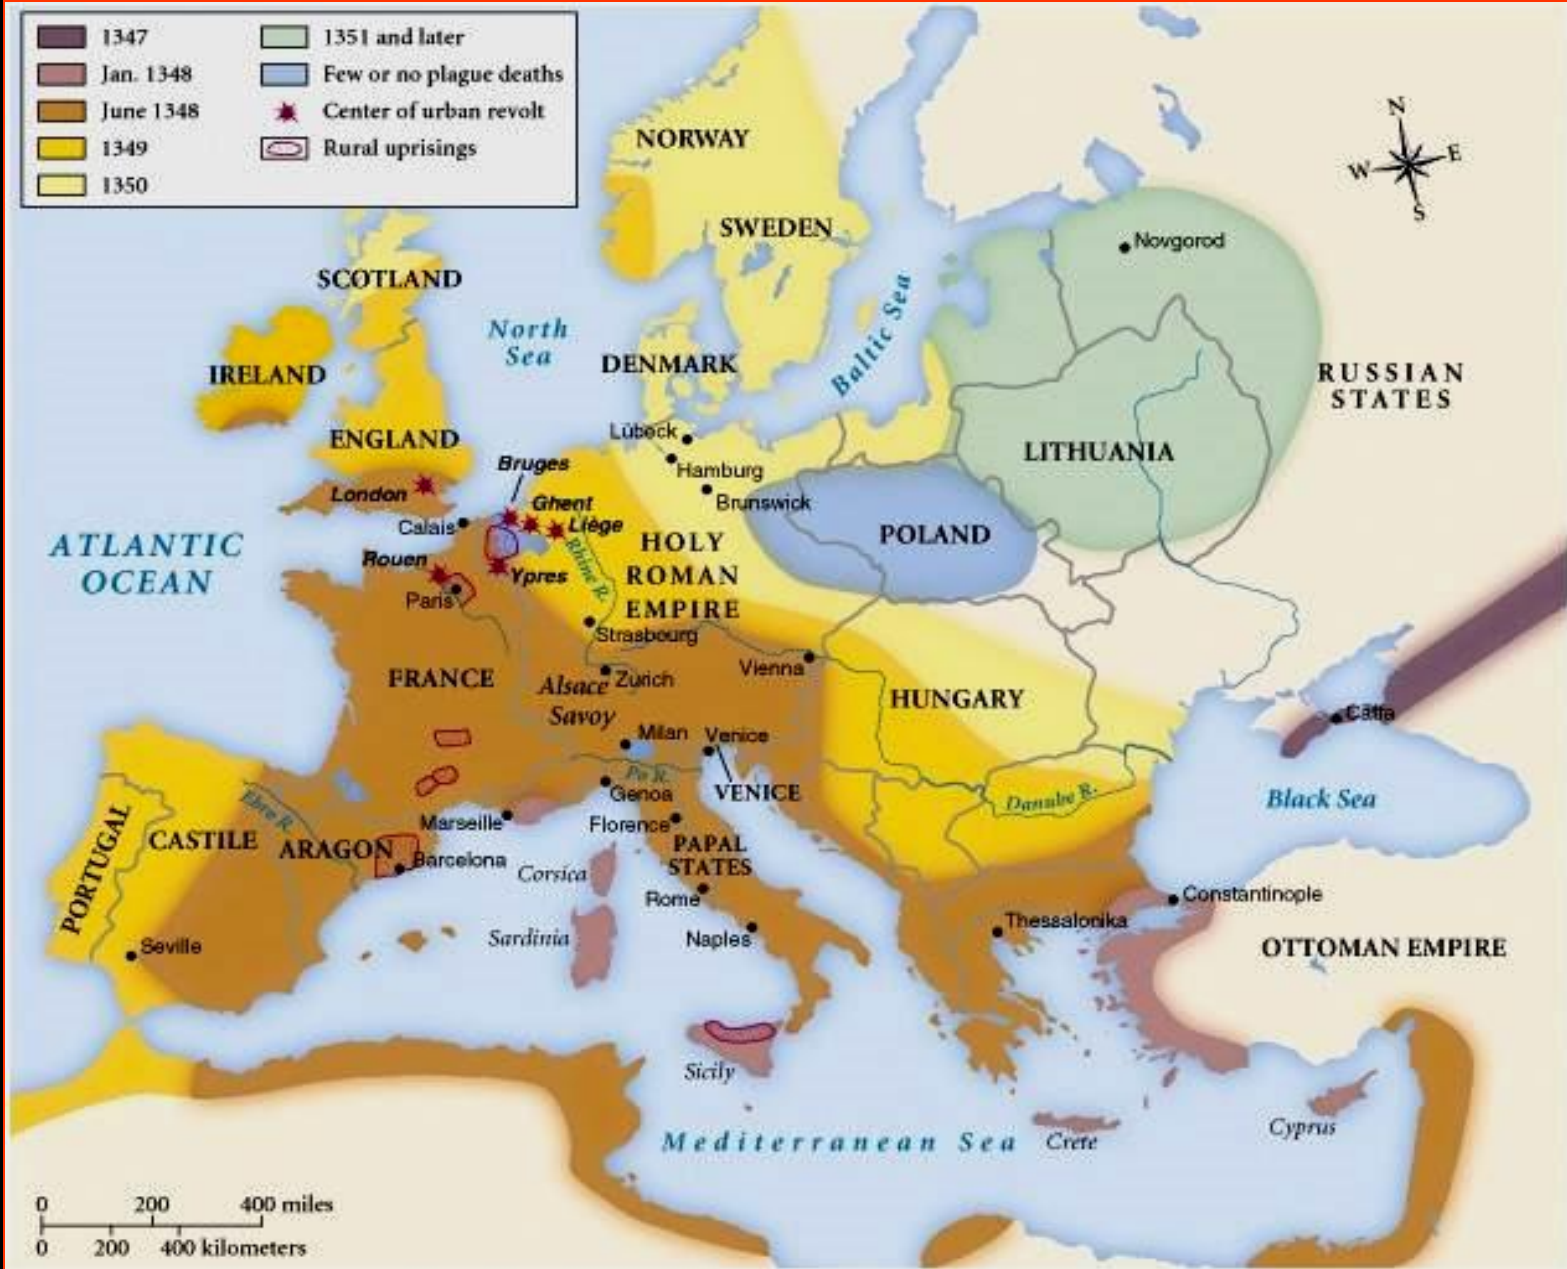 1347
Jan. 1348
June 1348
1349
1350
1351 and later
Few or no plague deaths
Center of urban revolt
Rural uprisings
N
W
E
S
NORWAY
SWEDEN
Novgorod
SCOTLAND
North
Sea
Baltic Sea
DENMARK
IRELAND
RUSSIAN
STATES
ENGLAND
Lübeck
Hamburg
LITHUANIA
Bruges
London
Ghent
Brunswick
Calais
Liège
ATLANTIC
OCEAN
Rouen
Ypres
Rhine R.
HOLY
ROMAN
EMPIRE
POLAND
Paris
Strasbourg
FRANCE
Alsace
Zurich
Vienna
Savoy
HUNGARY
Caffa
Milan
Venice
Po R.
Genoa
VENICE
Danube R.
Black Sea
PORTUGAL
CASTILE
Ebro R.
ARAGON
Marseille
Florence
Barcelona
Corsica
PAPAL
STATES
Rome
Constantinople
Thessalonika
Seville
Sardinia
Naples
OTTOMAN EMPIRE
Sicily
Mediterranean Sea
Crete
Cyprus
0 200 400 miles
0 200 400 kilometers